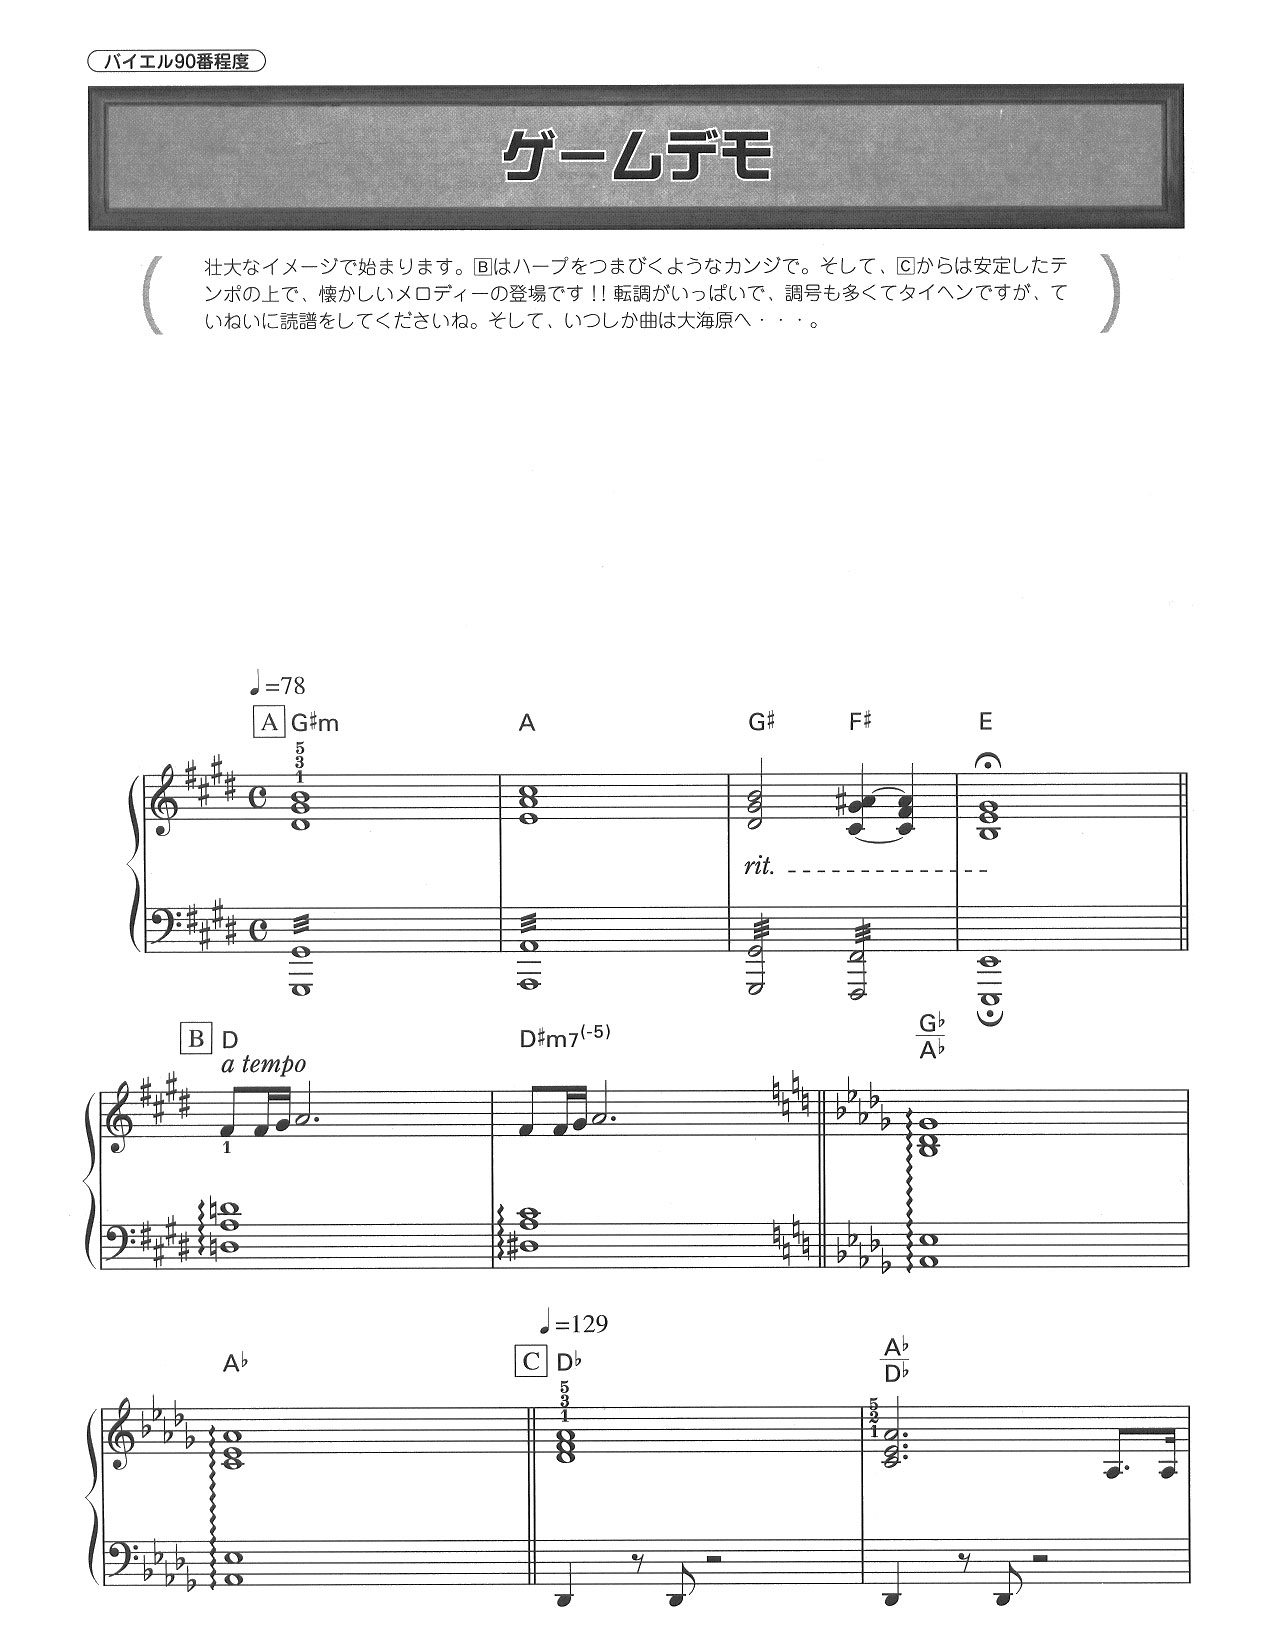 バイエル90番程度
ゲームデモ
壮大なイメージで始まります。Bはハープをつまびくようなカンジで。そして、Cからは安定したテ
ンポの上で、懐かしいメロディーの登場です!!転調がいっぱいで、調号も多くてタイヘンですが、て
いねいに読譜をしてくださいね。そして、いつしか曲は大海原へ・・・。
♩=78
A G♯m A G♯ F♯ E
5
3
1
rit.
B D D♯m7(-5) G♭
A♭
a tempo
1
♩=129
A♭ C D♭ A♭
D♭
5 5
3 2
1 1